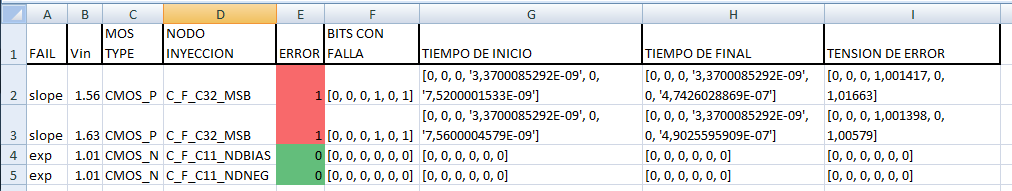 A B C D E F G H I
1 FAIL Vin MOS TYPE NODO INYECCION ERROR BITS CON FALLA TIEMPO DE INICIO TIEMPO DE FINAL TENSION DE ERROR
2 slope 1.56 CMOS_P C_F_C32_MSB 1 [0, 0, 0, 1, 0, 1] [0, 0, 0, '3,3700085292E-09', 0, '7,5200001533E-09'] [0, 0, 0, '3,3700085292E-09', 0, '4,7426028869E-07'] [0, 0, 0, 1,001417, 0, 1,01663]
3 slope 1.63 CMOS_P C_F_C32_MSB 1 [0, 0, 0, 1, 0, 1] [0, 0, 0, '3,3700085292E-09', 0, '7,5600004579E-09'] [0, 0, 0, '3,3700085292E-09', 0, '4,9025595909E-07'] [0, 0, 0, 1,001398, 0, 1,00579]
4 exp 1.01 CMOS_N C_F_C11_NDBIAS 0 [0, 0, 0, 0, 0, 0] [0, 0, 0, 0, 0, 0] [0, 0, 0, 0, 0, 0] [0, 0, 0, 0, 0, 0]
5 exp 1.01 CMOS_N C_F_C11_NDNEG 0 [0, 0, 0, 0, 0, 0] [0, 0, 0, 0, 0, 0] [0, 0, 0, 0, 0, 0] [0, 0, 0, 0, 0, 0]